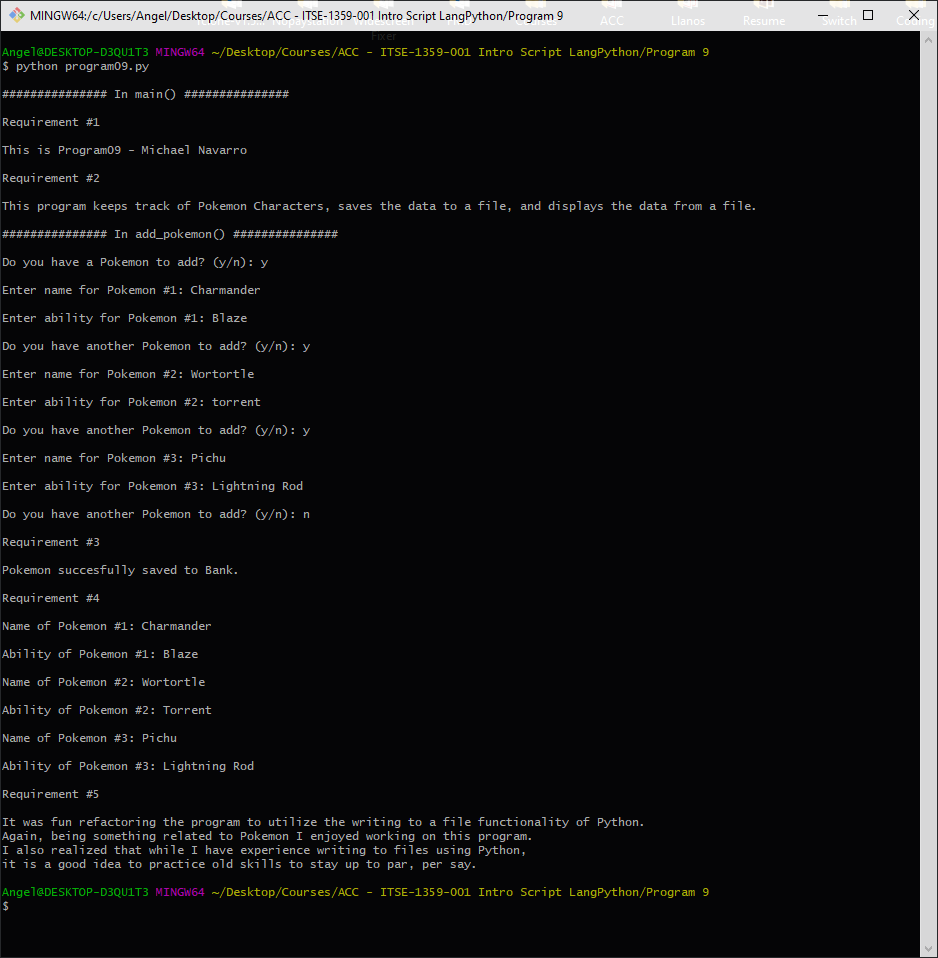 MINGW64:/c/Users/Angel/Desktop/Courses/ACC - ITSE-1359-001 Intro Script LangPython/Program 9
ACC Llanos Resume Switch Coding
Fixer
Angel@DESKTOP-D3QU1T3 MINGW64 ~/Desktop/Courses/ACC - ITSE-1359-001 Intro Script LangPython/Program 9
$ python program09.py
############### In main() ###############
Requirement #1
This is Program09 - Michael Navarro
Requirement #2
This program keeps track of Pokemon Characters, saves the data to a file, and displays the data from a file.
############### In add_pokemon() ###############
Do you have a Pokemon to add? (y/n): y
Enter name for Pokemon #1: Charmander
Enter ability for Pokemon #1: Blaze
Do you have another Pokemon to add? (y/n): y
Enter name for Pokemon #2: Wortortle
Enter ability for Pokemon #2: torrent
Do you have another Pokemon to add? (y/n): y
Enter name for Pokemon #3: Pichu
Enter ability for Pokemon #3: Lightning Rod
Do you have another Pokemon to add? (y/n): n
Requirement #3
Pokemon succesfully saved to Bank.
Requirement #4
Name of Pokemon #1: Charmander
Ability of Pokemon #1: Blaze
Name of Pokemon #2: Wortortle
Ability of Pokemon #2: Torrent
Name of Pokemon #3: Pichu
Ability of Pokemon #3: Lightning Rod
Requirement #5
It was fun refactoring the program to utilize the writing to a file functionality of Python.
Again, being something related to Pokemon I enjoyed working on this program.
I also realized that while I have experience writing to files using Python,
it is a good idea to practice old skills to stay up to par, per say.
Angel@DESKTOP-D3QU1T3 MINGW64 ~/Desktop/Courses/ACC - ITSE-1359-001 Intro Script LangPython/Program 9
$